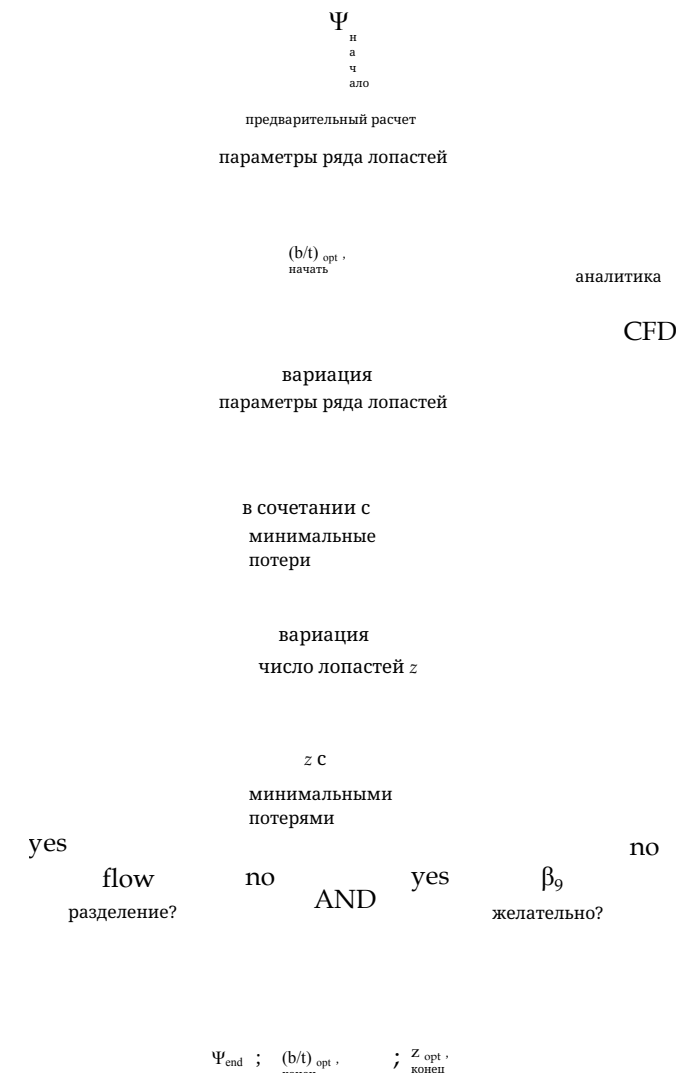 Ψ
н
а
ч
ало
предварительный расчет
параметры ряда лопастей
(b/t) opt ,
начать
аналитика
CFD
вариация
параметры ряда лопастей
в сочетании с
минимальные
потери
вариация
число лопастей z
z с
минимальными
потерями
yes
no
flow no AND yes β9
разделение?
желательно?
Ψend ; (b/t) opt , ; z opt ,
конец